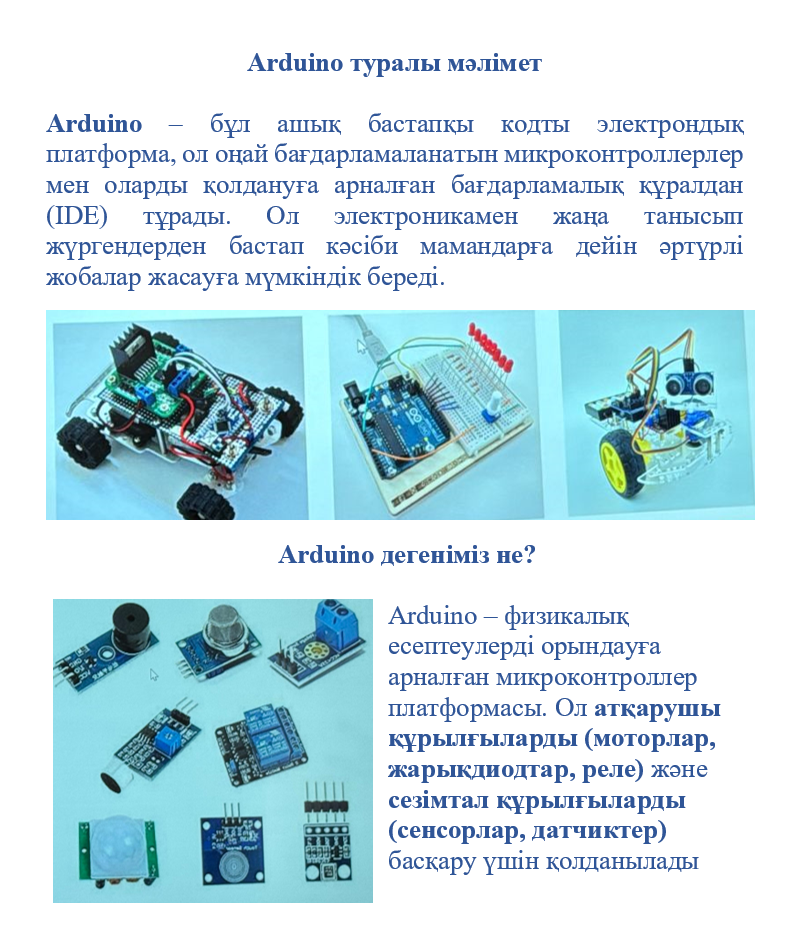 Arduino туралы мәлімет
Arduino – бұл ашық бастапқы кодты электрондық
платформа, ол оңай бағдарламаланатын микроконтроллерлер
мен оларды қолдануға арналған бағдарламалық құралдан
(IDE) тұрады. Ол электроникамен жаңа танысып
жүргендерден бастап кәсіби мамандарға дейін әртүрлі
жобалар жасауға мүмкіндік береді.
Arduino дегеніміз не?
Arduino – физикалық
есептеулерді орындауға
арналған микроконтроллер
платформасы. Ол атқарушы
құрылғыларды (моторлар,
жарықдиодтар, реле) және
сезімтал құрылғыларды
(сенсорлар, датчиктер)
басқару үшін қолданылады